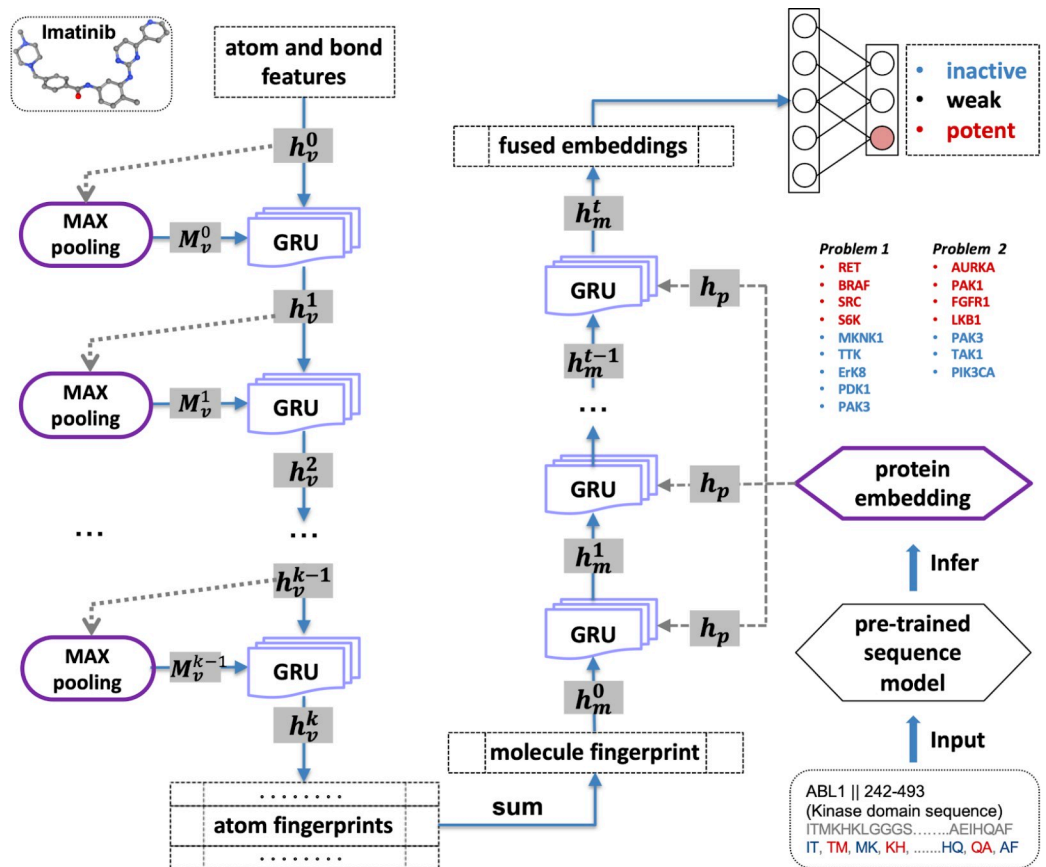 Imatinib
atom and bond
features
h_v^0
MAX
pooling
M_v^0
GRU
h_v^1
MAX
pooling
M_v^1
GRU
h_v^2
...
...
h_v^{k-1}
MAX
pooling
M_v^{k-1}
GRU
h_v^k
........
atom fingerprints
........
sum
molecule fingerprint
h_m^0
GRU
h_p
h_m^1
GRU
h_p
...
h_m^{t-1}
GRU
h_p
h_m^t
fused embeddings
• inactive
• weak
• potent
Problem 1
• RET
• BRAF
• SRC
• S6K
• MKNK1
• TTK
• ErK8
• PDK1
• PAK3
Problem 2
• AURKA
• PAK1
• FGFR1
• LKB1
• PAK3
• TAK1
• PIK3CA
protein
embedding
Infer
pre-trained
sequence
model
Input
ABL1 || 242-493
(Kinase domain sequence)
ITMKHKLGGGS........AEIHQAF
IT, TM, MK, KH, .......HQ, QA, AF
N
N